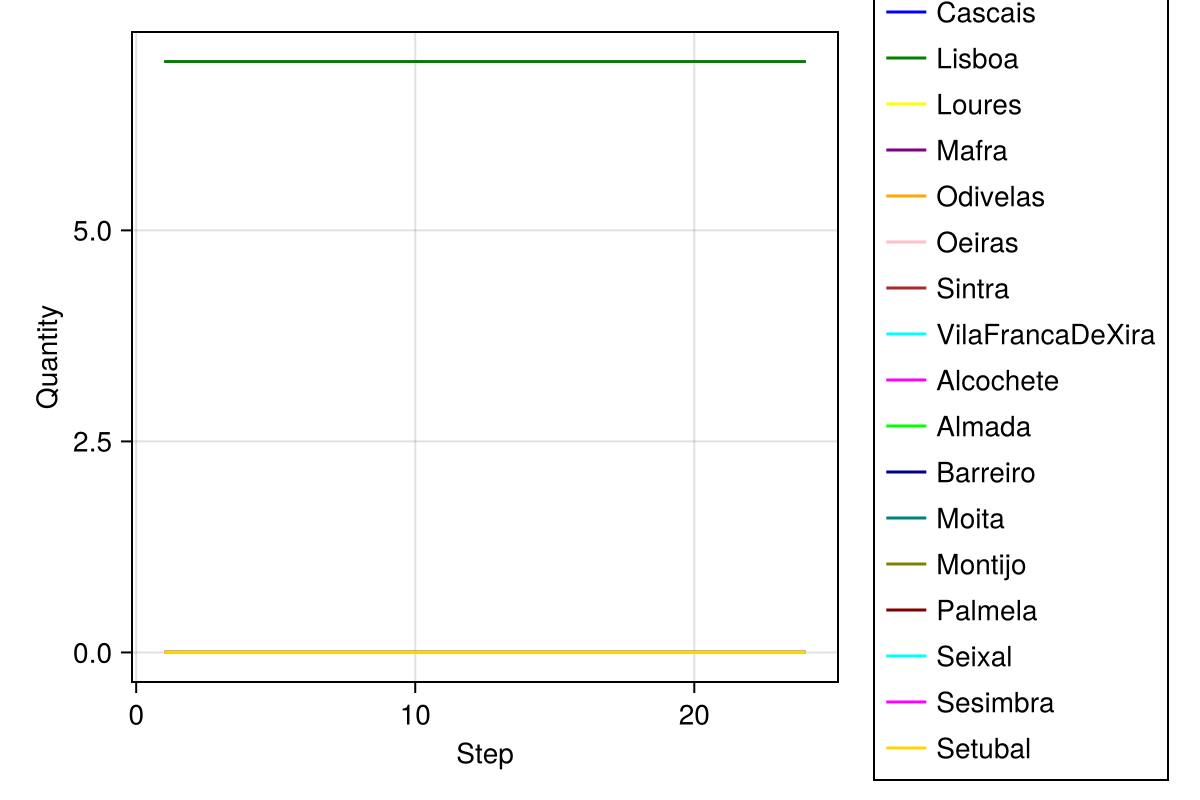 5.0
2.5
0.0
Quantity
0
10
20
Step
Cascais
Lisboa
Loures
Mafra
Odivelas
Oeiras
Sintra
VilaFrancaDeXira
Alcochete
Almada
Barreiro
Moita
Montijo
Palmela
Seixal
Sesimbra
Setubal